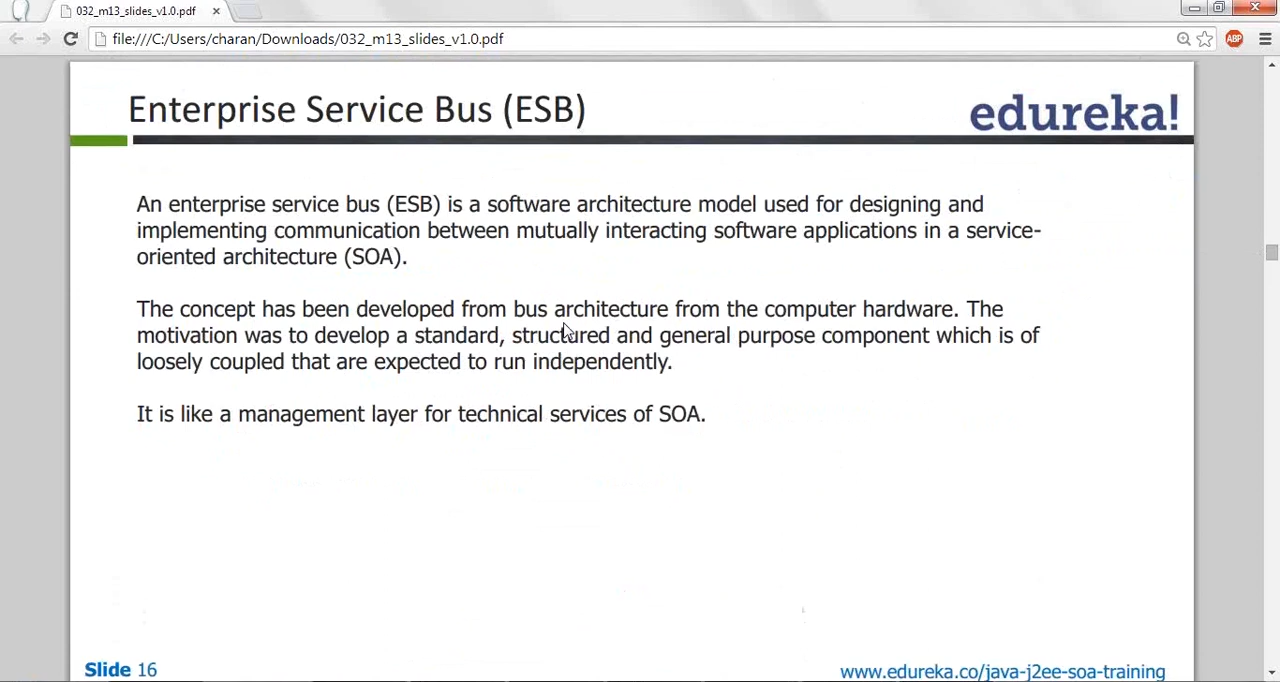 032_m13_slides_v1.0.pdf
file:///C:/Users/charan/Downloads/032_m13_slides_v1.0.pdf
ABP
Enterprise Service Bus (ESB)
edureka!
An enterprise service bus (ESB) is a software architecture model used for designing and
implementing communication between mutually interacting software applications in a service-
oriented architecture (SOA).
The concept has been developed from bus architecture from the computer hardware. The
motivation was to develop a standard, structured and general purpose component which is of
loosely coupled that are expected to run independently.
It is like a management layer for technical services of SOA.
Slide 16
www.edureka.co/java-j2ee-soa-training